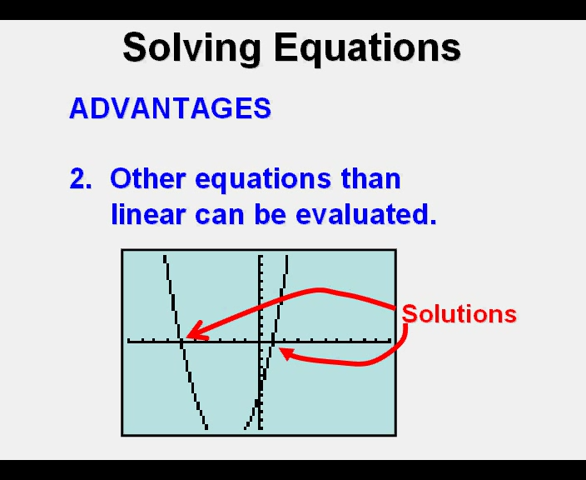 Solving Equations
ADVANTAGES
2. Other equations than
linear can be evaluated.
Solutions